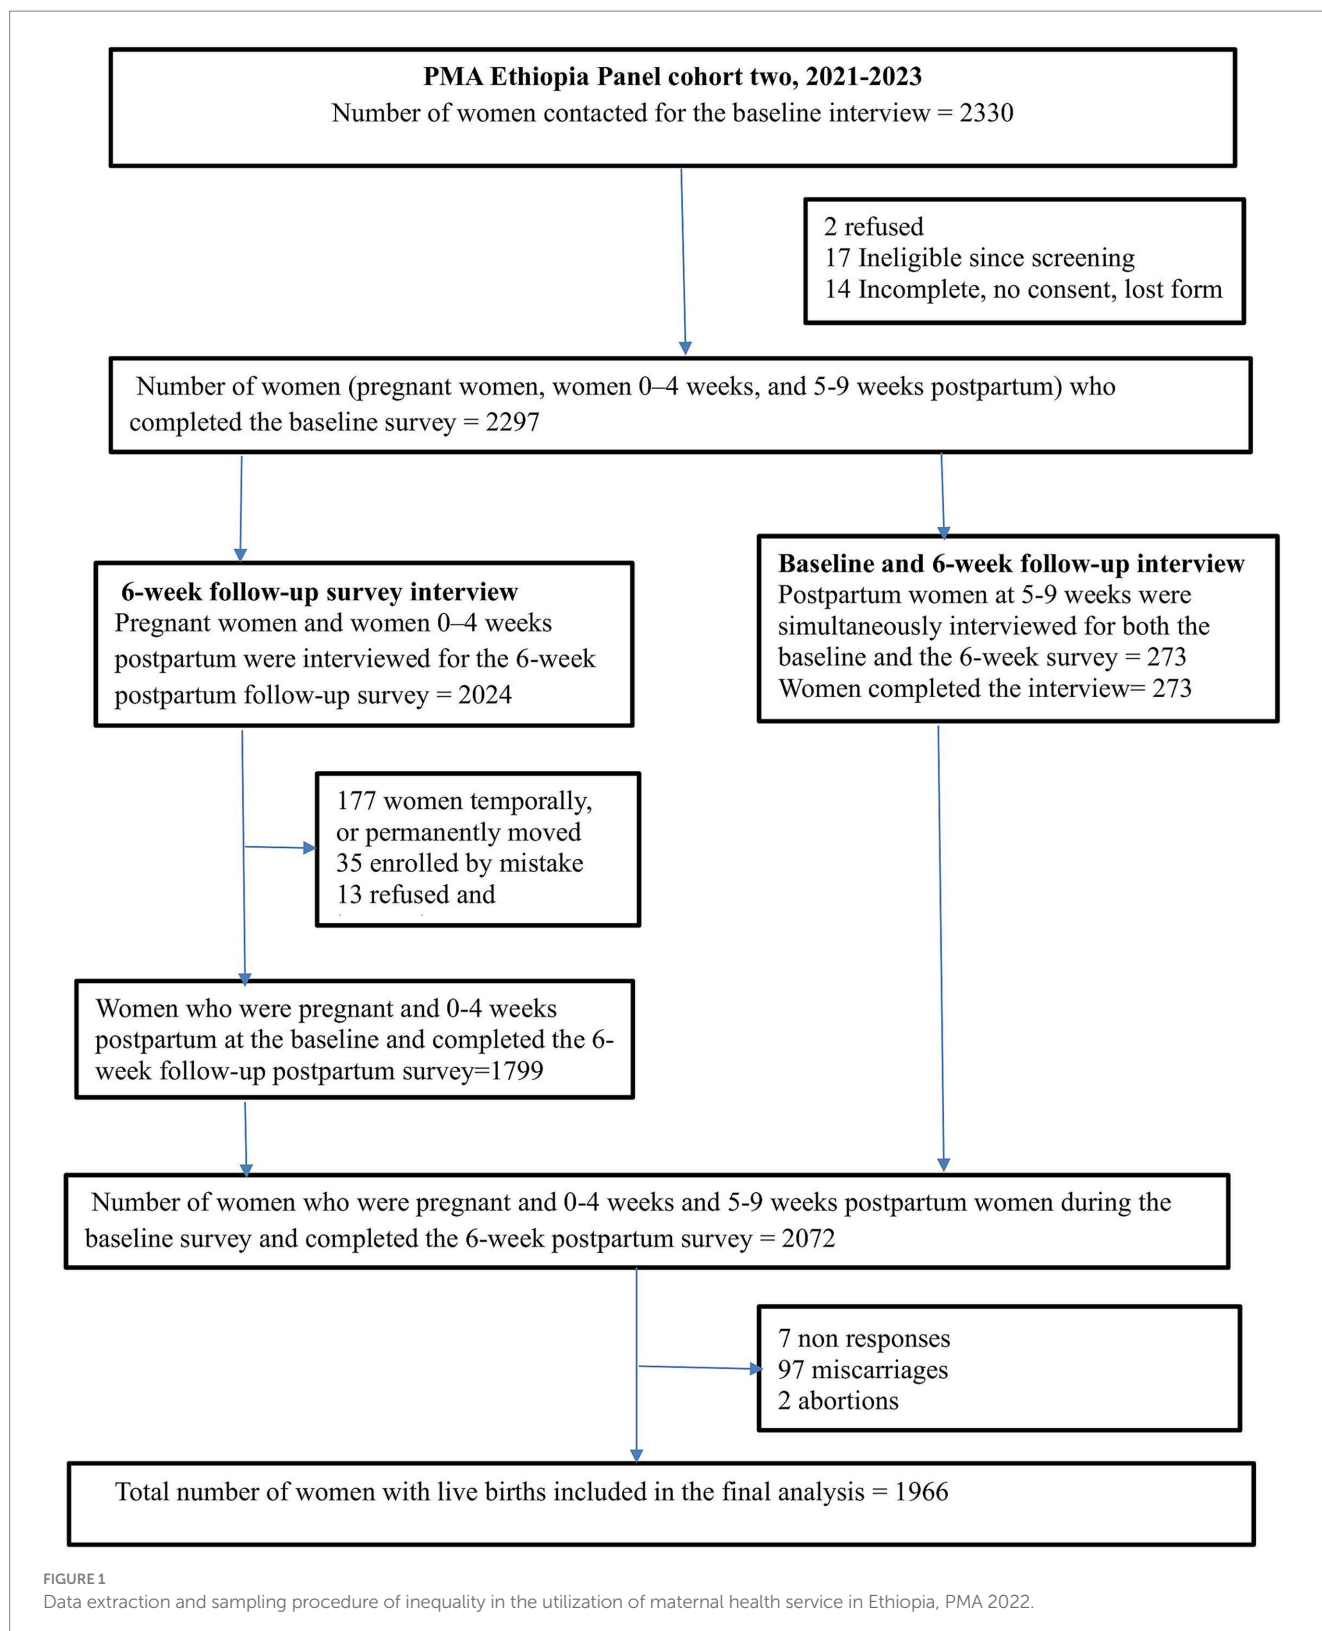 PMA Ethiopia Panel cohort two, 2021-2023
Number of women contacted for the baseline interview = 2330
2 refused
17 Ineligible since screening
14 Incomplete, no consent, lost form
Number of women (pregnant women, women 0–4 weeks, and 5-9 weeks postpartum) who
completed the baseline survey = 2297
6-week follow-up survey interview
Pregnant women and women 0–4 weeks
postpartum were interviewed for the 6-week
postpartum follow-up survey = 2024
Baseline and 6-week follow-up interview
Postpartum women at 5-9 weeks were
simultaneously interviewed for both the
baseline and the 6-week survey = 273
Women completed the interview= 273
177 women temporally,
or permanently moved
35 enrolled by mistake
13 refused and
Women who were pregnant and 0-4 weeks
postpartum at the baseline and completed the 6-
week follow-up postpartum survey=1799
Number of women who were pregnant and 0-4 weeks and 5-9 weeks postpartum women during the
baseline survey and completed the 6-week postpartum survey = 2072
7 non responses
97 miscarriages
2 abortions
Total number of women with live births included in the final analysis = 1966
FIGURE 1
Data extraction and sampling procedure of inequality in the utilization of maternal health service in Ethiopia, PMA 2022.